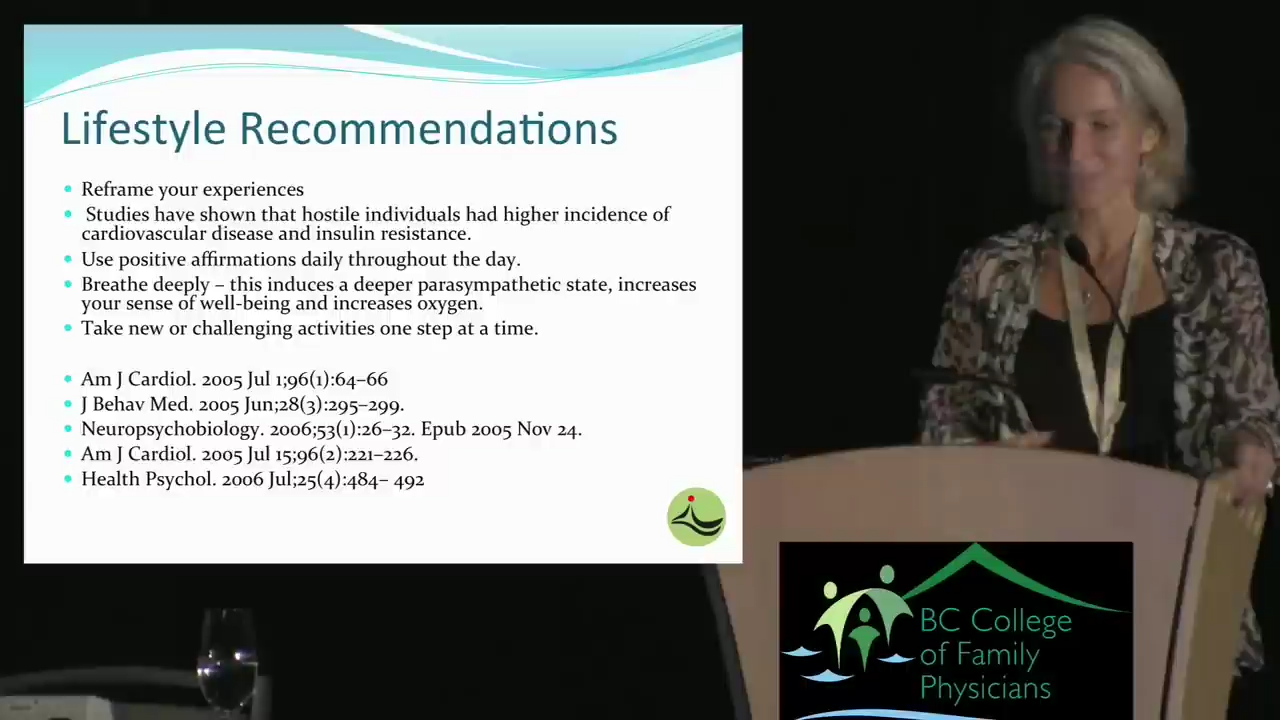 Lifestyle Recommendations
Reframe your experiences
Studies have shown that hostile individuals had higher incidence of
cardiovascular disease and insulin resistance.
Use positive affirmations daily throughout the day.
Breathe deeply – this induces a deeper parasympathetic state, increases
your sense of well-being and increases oxygen.
Take new or challenging activities one step at a time.
Am J Cardiol. 2005 Jul 1;96(1):64–66
J Behav Med. 2005 Jun;28(3):295–299.
Neuropsychobiology. 2006;53(1):26–32. Epub 2005 Nov 24.
Am J Cardiol. 2005 Jul 15;96(2):221–226.
Health Psychol. 2006 Jul;25(4):484– 492
BC College
of Family
Physicians